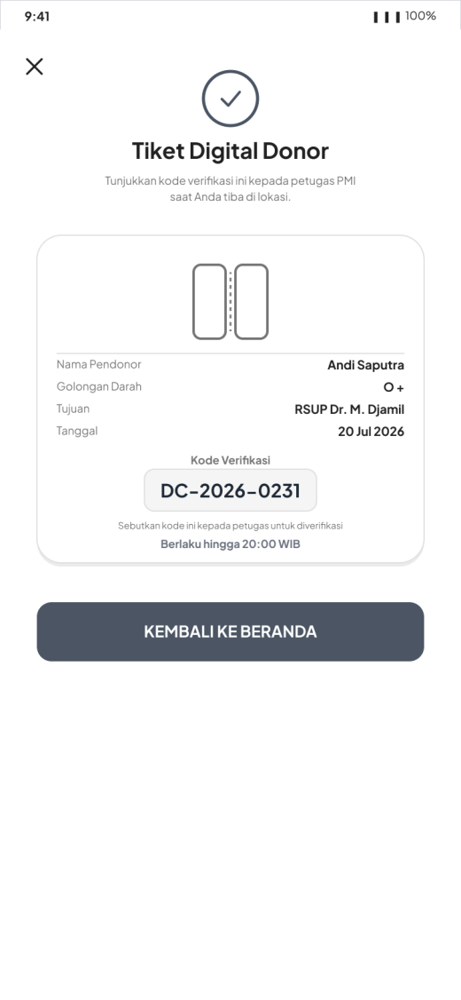 9:41
100%
Tiket Digital Donor
Tunjukkan kode verifikasi ini kepada petugas PMI
saat Anda tiba di lokasi.
Nama Pendonor Andi Saputra
Golongan Darah O +
Tujuan RSUP Dr. M. Djamil
Tanggal 20 Jul 2026
Kode Verifikasi
DC-2026-0231
Sebutkan kode ini kepada petugas untuk diverifikasi
Berlaku hingga 20:00 WIB
KEMBALI KE BERANDA